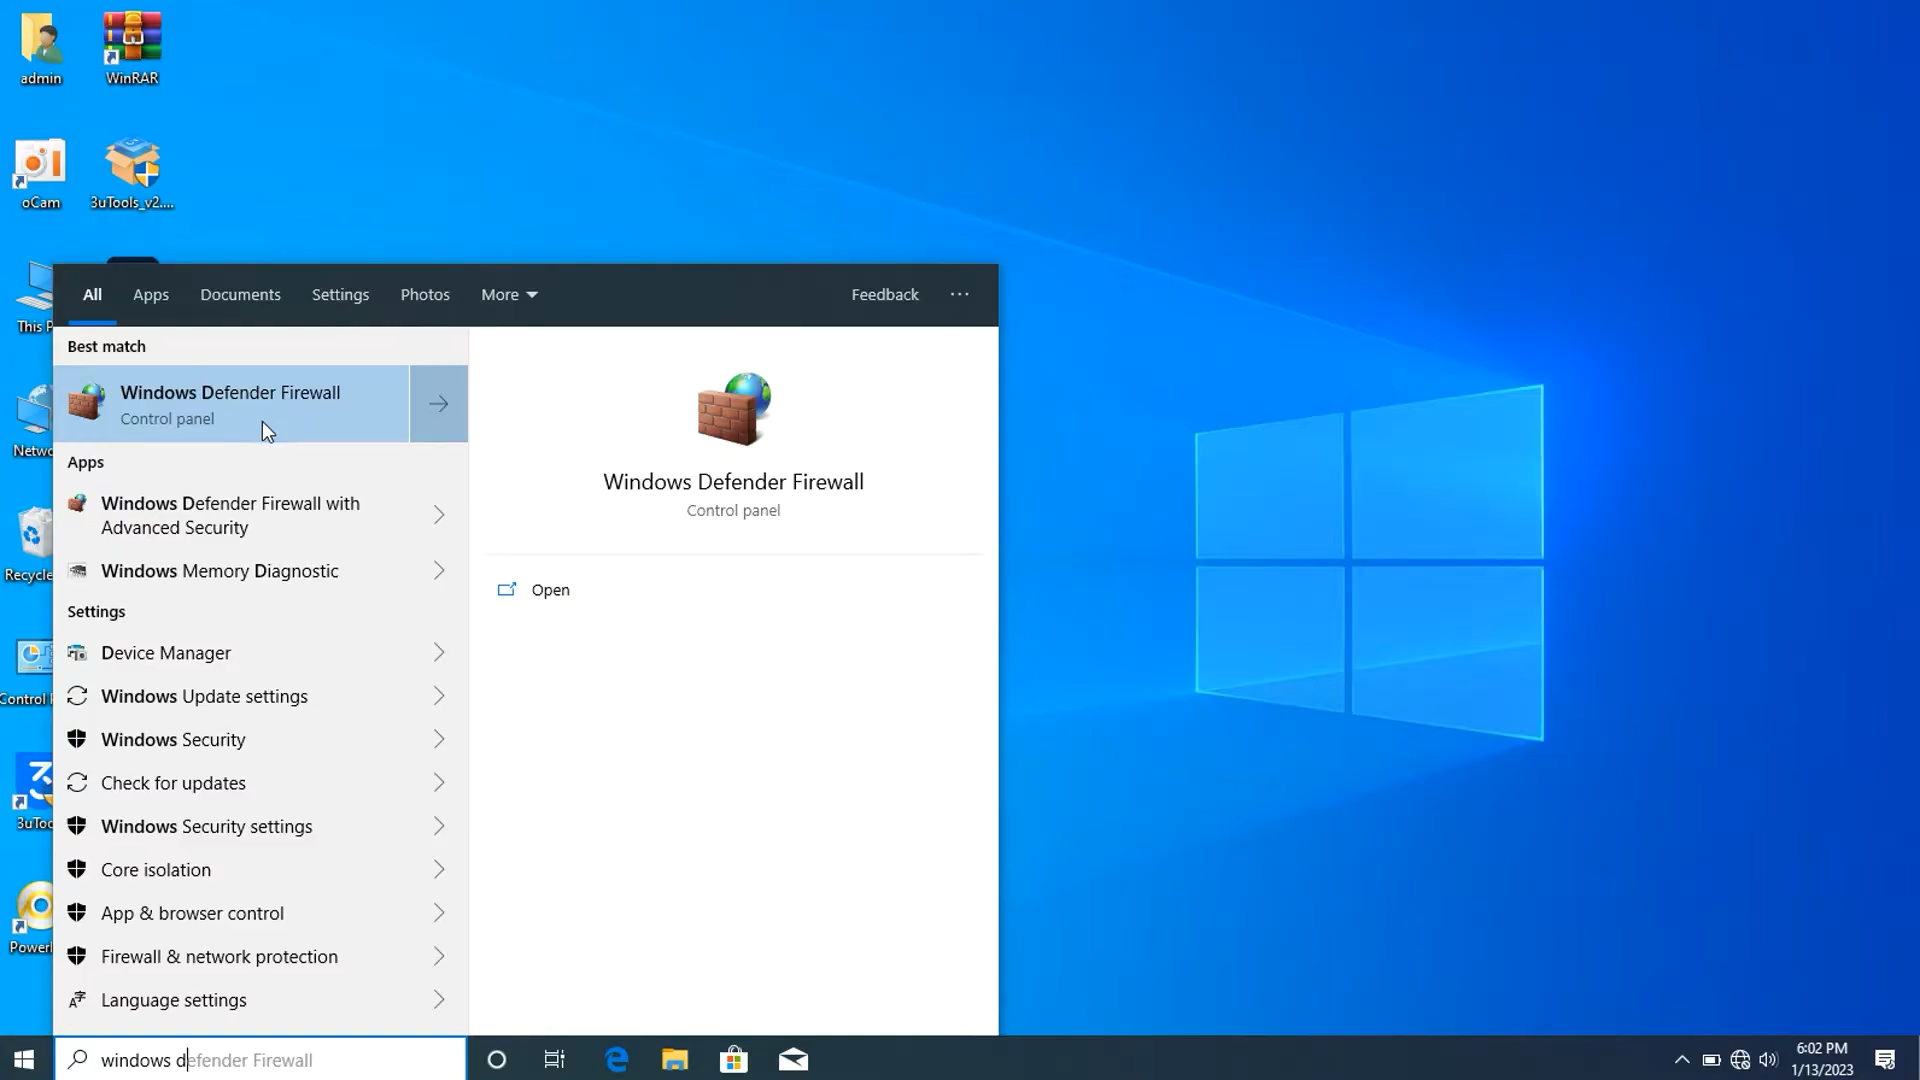 admin
WinRAR
oCam
3uTools_v2....
This P
Netwo
Recycle
Control P
3uToo
Powerl
All
Apps
Documents
Settings
Photos
More
Feedback
...
Best match
Windows Defender Firewall
Control panel
Apps
Windows Defender Firewall with
Advanced Security
Windows Memory Diagnostic
Settings
Device Manager
Windows Update settings
Windows Security
Check for updates
Windows Security settings
Core isolation
App & browser control
Firewall & network protection
Language settings
Windows Defender Firewall
Control panel
Open
windows defender Firewall
6:02 PM
1/13/2023